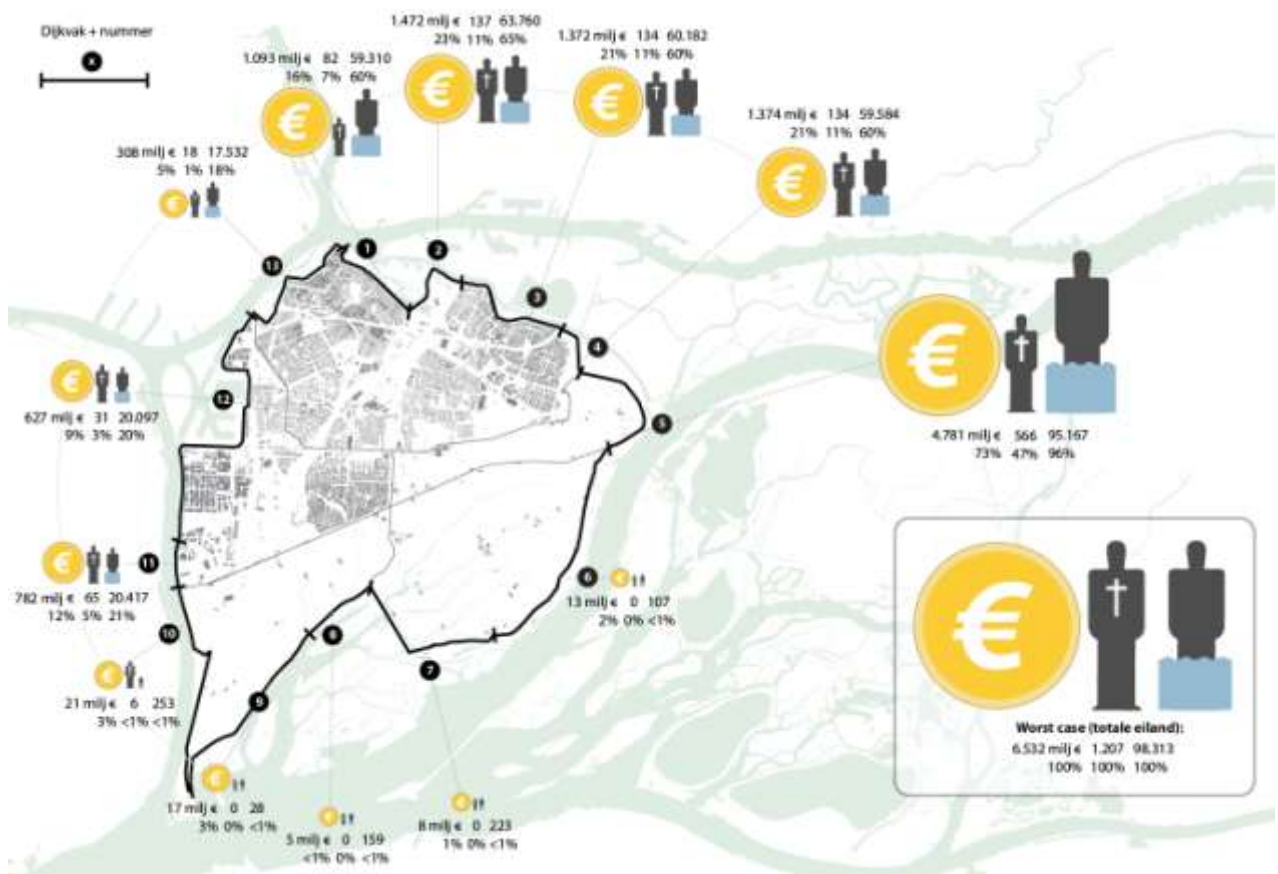 Dijkvak + nummer
x
1.472 milj € 137 63.760
23% 11% 65%
1.372 milj € 134 60.182
21% 11% 60%
1.093 milj € 82 59.310
16% 7% 60%
1.374 milj € 134 59.584
21% 11% 60%
308 milj € 18 17.532
5% 1% 18%
€
€
€
€
€
1
2
13
3
4
€
€
12
5
627 milj € 31 20.097
9% 3% 20%
4.781 milj € 566 95.167
73% 47% 96%
€
11
6
€
782 milj € 65 20.417
12% 5% 21%
13 milj € 0 107
2% 0% <1%
10
8
7
€
21 milj € 6 253
3% <1% <1%
9
€
Worst case (totale eiland):
6.532 milj € 1.207 98.313
100% 100% 100%
€
17 milj € 0 28
3% 0% <1%
€
€
5 milj € 0 159
<1% 0% <1%
8 milj € 0 223
1% 0% <1%